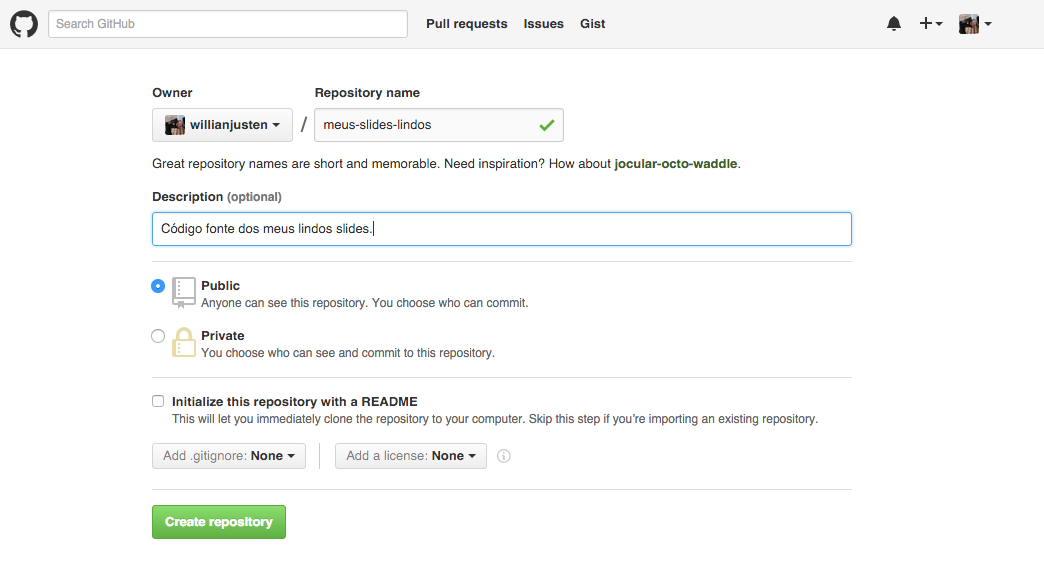 Search GitHub Pull requests Issues Gist
Owner Repository name
willianjusten / meus-slides-lindos
Great repository names are short and memorable. Need inspiration? How about jocular-octo-waddle.
Description (optional)
Código fonte dos meus lindos slides.
Public
Anyone can see this repository. You choose who can commit.
Private
You choose who can see and commit to this repository.
Initialize this repository with a README
This will let you immediately clone the repository to your computer. Skip this step if you're importing an existing repository.
Add .gitignore: None Add a license: None
Create repository